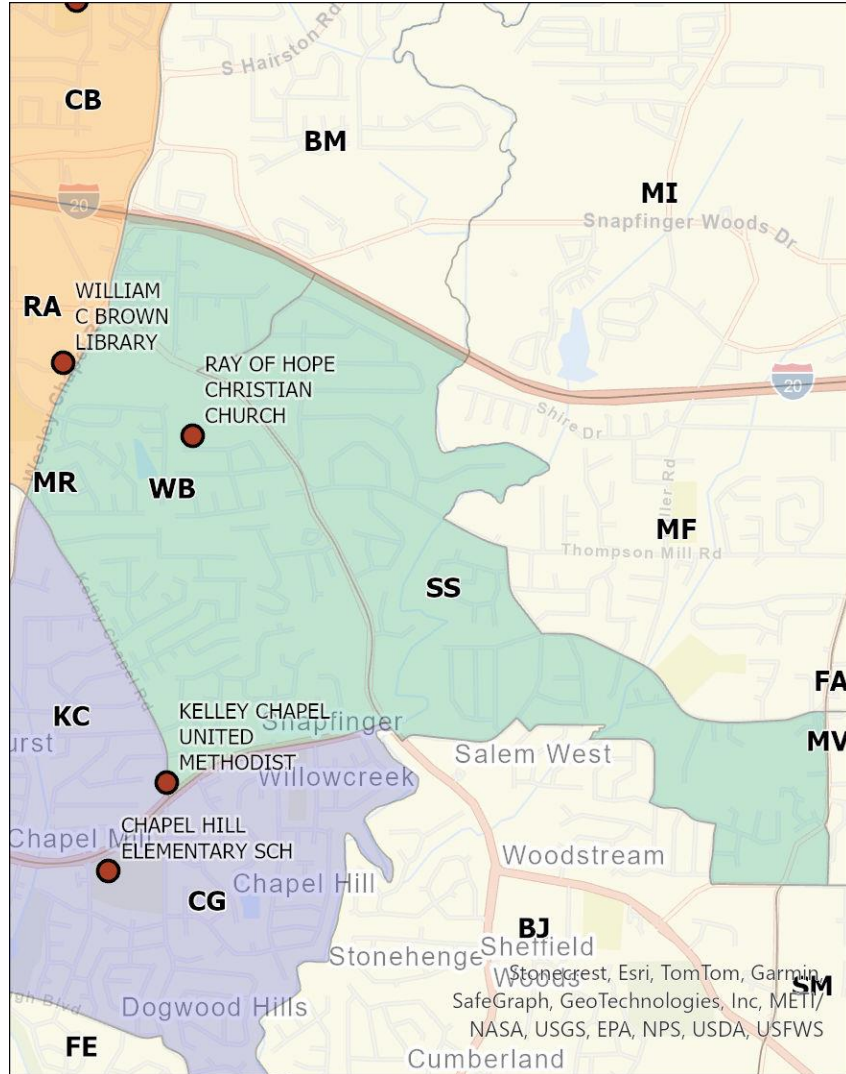 S Hairston Rd
CB
BM
20
MI
Snapfinger Woods Dr
RA
WILLIAM
C BROWN
LIBRARY
RAY OF HOPE
CHRISTIAN
CHURCH
20
Shire Dr
MR
WB
MF
Thompson Mill Rd
SS
Kelley Chapel Rd
FA
KC
KELLEY CHAPEL
UNITED
METHODIST
Snapfinger
MV
Salem West
Willowcreek
CHAPEL HILL
ELEMENTARY SCH
Woodstream
Chapel Hill
CG
BJ
Stonehenge
Sheffield
Woods
Stonecrest, Esri, TomTom, Garmin,
SafeGraph, GeoTechnologies, Inc, METI/
NASA, USGS, EPA, NPS, USDA, USFWS
SM
Dogwood Hills
FE
Cumberland